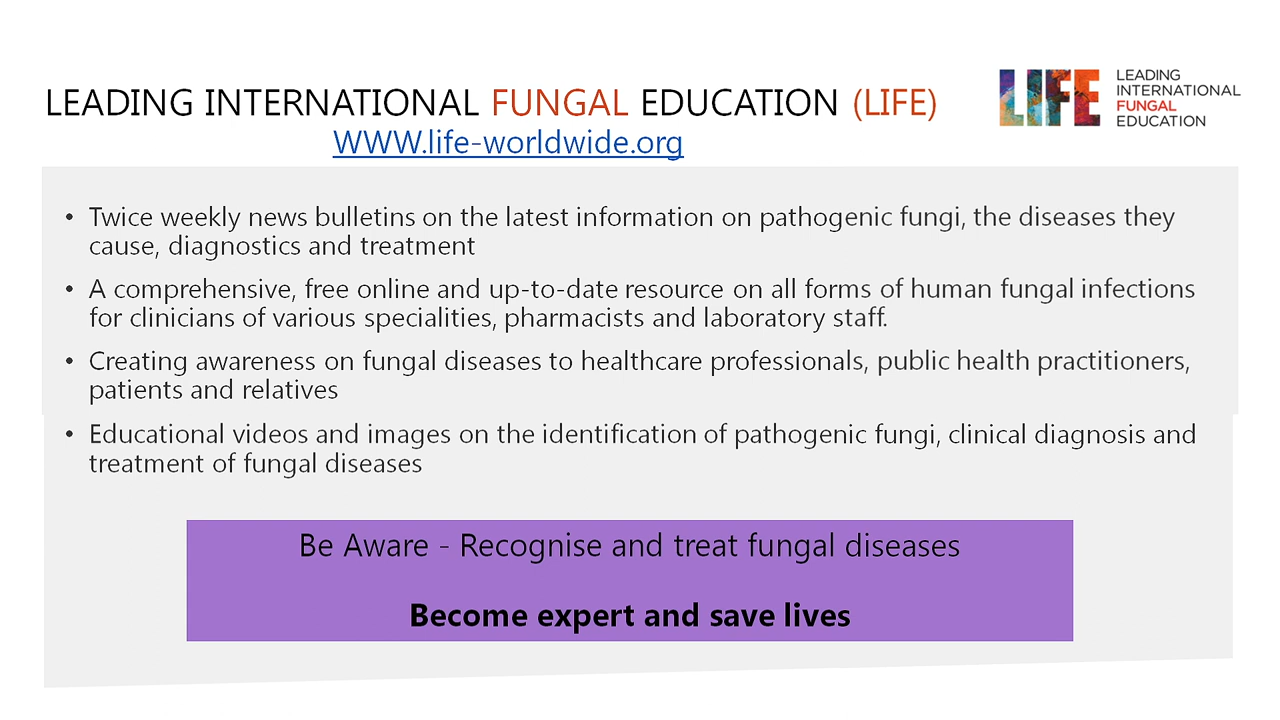 LEADING INTERNATIONAL FUNGAL EDUCATION (LIFE)
WWW.life-worldwide.org
LIFE
LEADING
INTERNATIONAL
FUNGAL
EDUCATION
• Twice weekly news bulletins on the latest information on pathogenic fungi, the diseases they
cause, diagnostics and treatment
• A comprehensive, free online and up-to-date resource on all forms of human fungal infections
for clinicians of various specialities, pharmacists and laboratory staff.
• Creating awareness on fungal diseases to healthcare professionals, public health practitioners,
patients and relatives
• Educational videos and images on the identification of pathogenic fungi, clinical diagnosis and
treatment of fungal diseases
Be Aware - Recognise and treat fungal diseases
Become expert and save lives